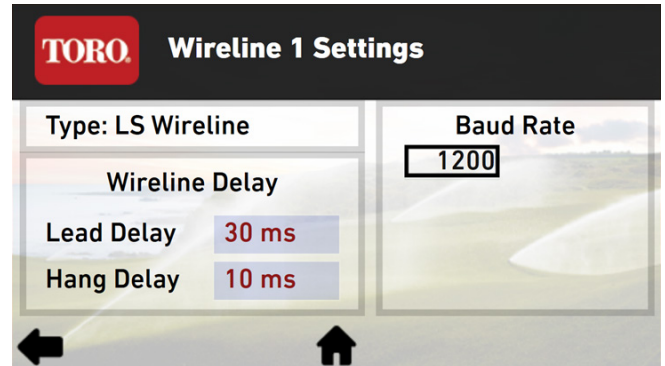 TORO.
Wireline 1 Settings
Type: LS Wireline
Wireline Delay
Lead Delay 30 ms
Hang Delay 10 ms
Baud Rate
1200